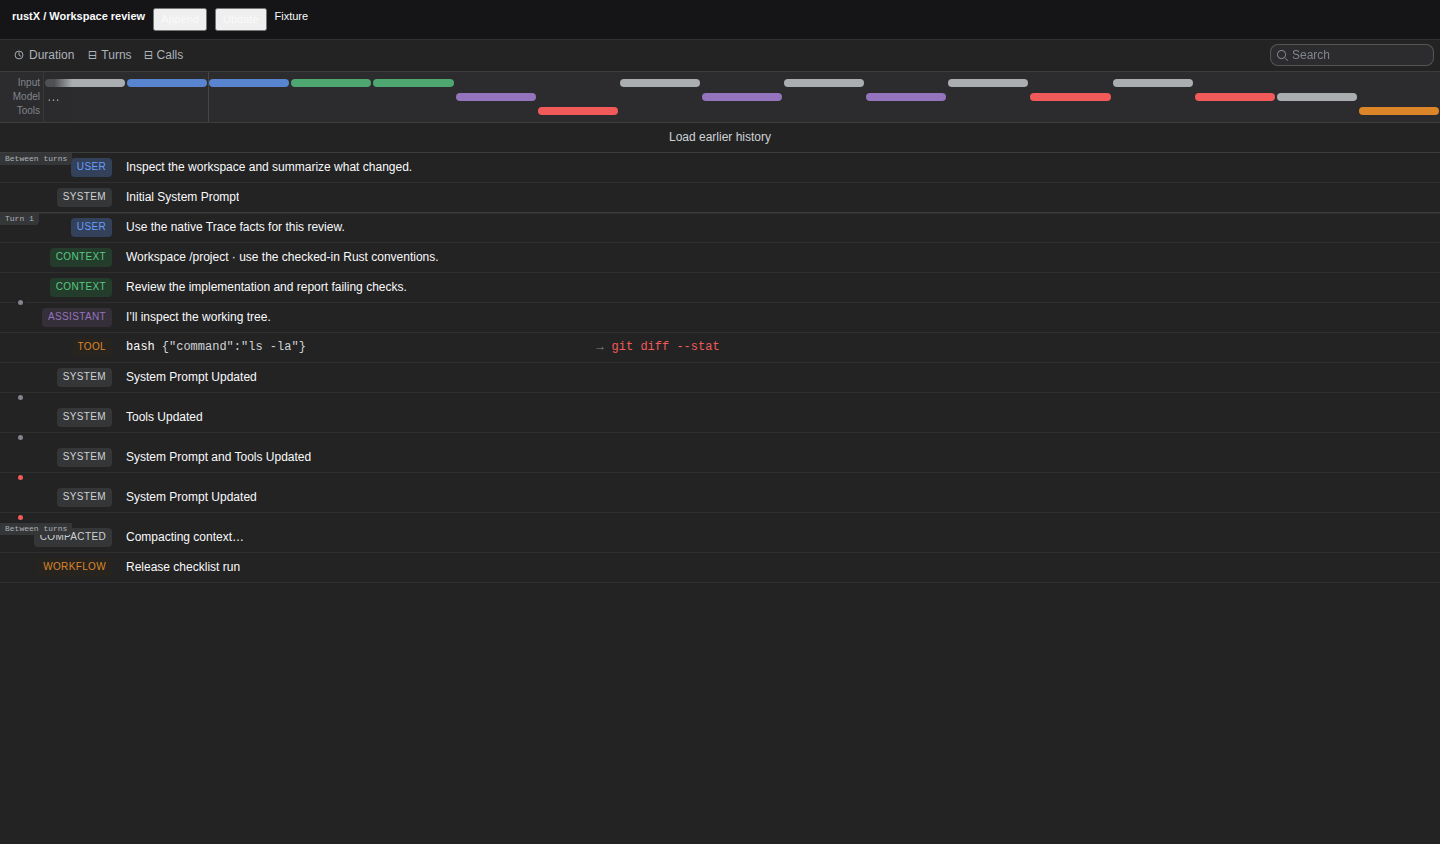 rustX / Workspace review Fixture
Duration Turns Calls Search
Input
Model ...
Tools
Load earlier history
Between turns
USER Inspect the workspace and summarize what changed.
SYSTEM Initial System Prompt
Turn 1
USER Use the native Trace facts for this review.
CONTEXT Workspace /project · use the checked-in Rust conventions.
CONTEXT Review the implementation and report failing checks.
ASSISTANT I'll inspect the working tree.
TOOL bash {"command":"ls -la"} → git diff --stat
SYSTEM System Prompt Updated
SYSTEM Tools Updated
SYSTEM System Prompt and Tools Updated
SYSTEM System Prompt Updated
Between turns
COMPACTED Compacting context…
WORKFLOW Release checklist run